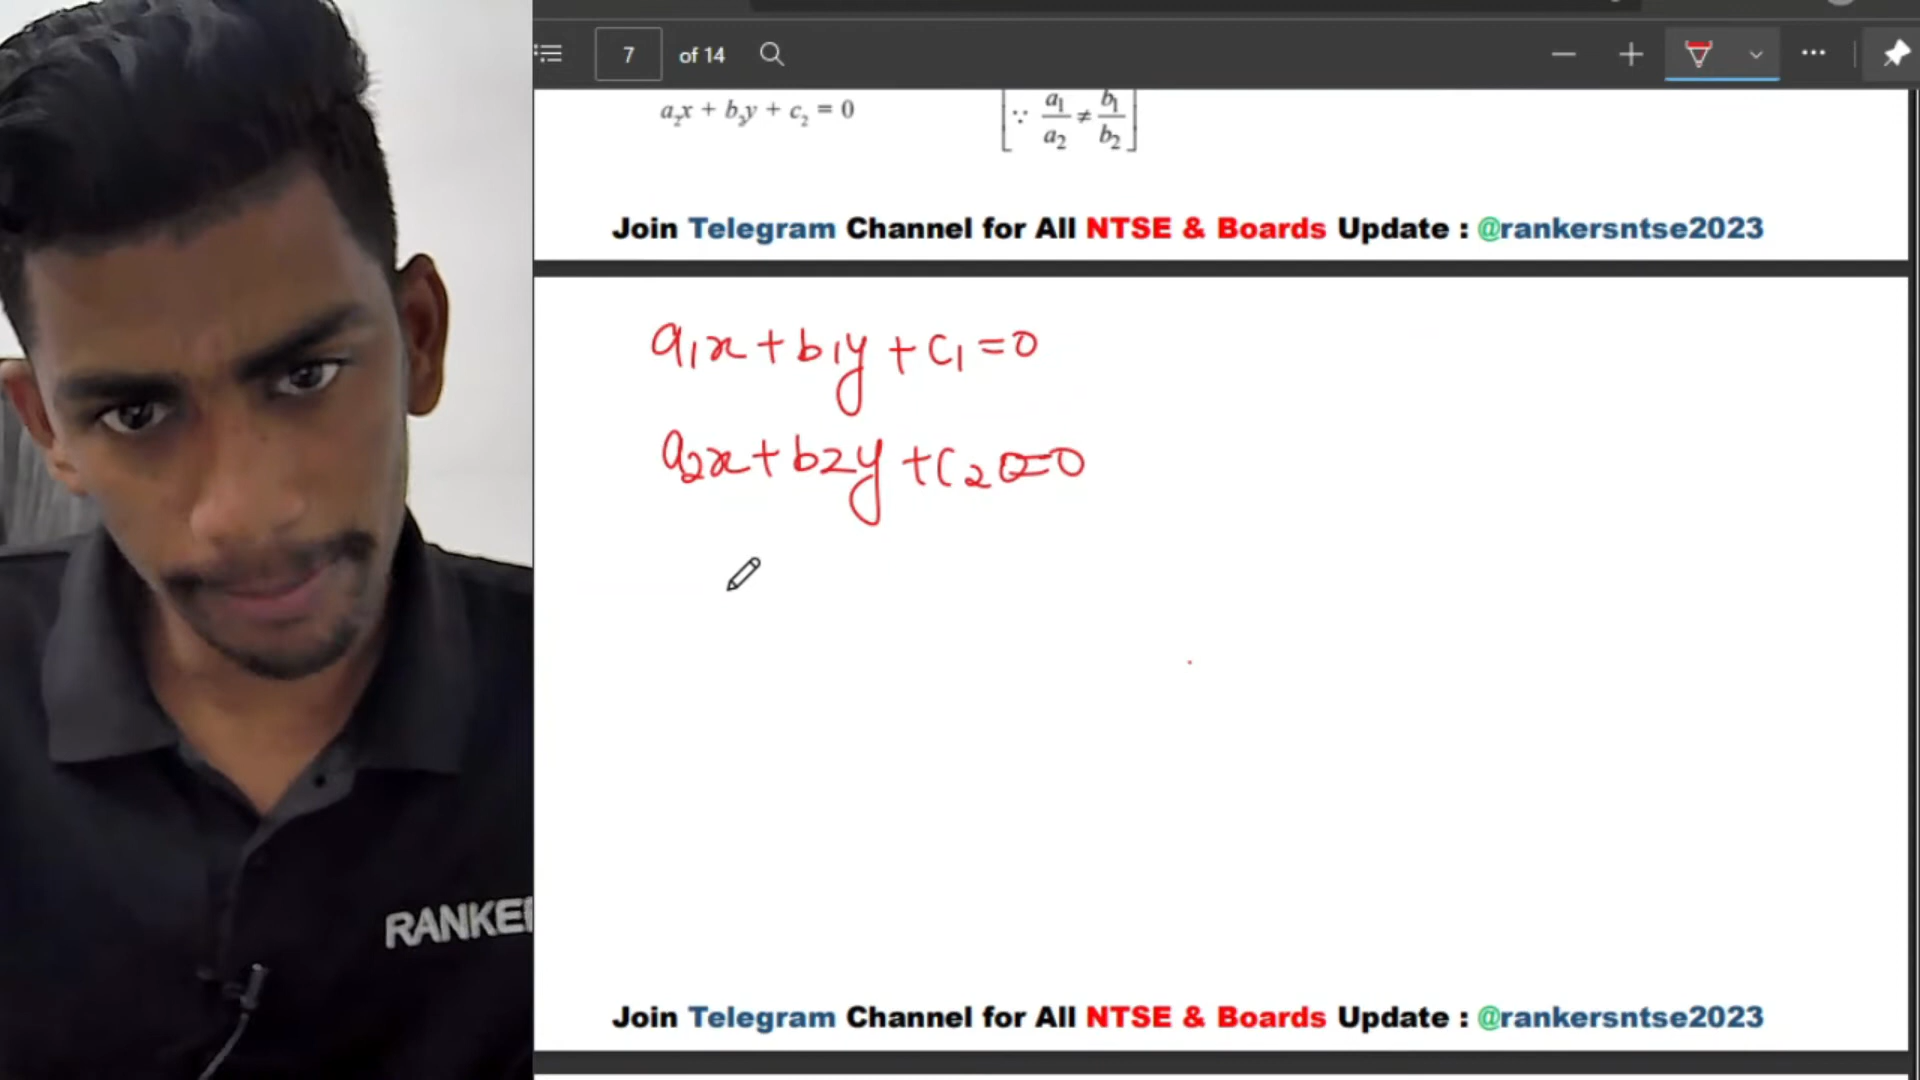 7 of 14
a₂x + b₂y + c₂ = 0
[∵ a₁/a₂ ≠ b₁/b₂]
Join Telegram Channel for All NTSE & Boards Update : @rankersntse2023
a₁x + b₁y + c₁ = 0
a₂x + b₂y + c₂ = 0
RANKE
Join Telegram Channel for All NTSE & Boards Update : @rankersntse2023